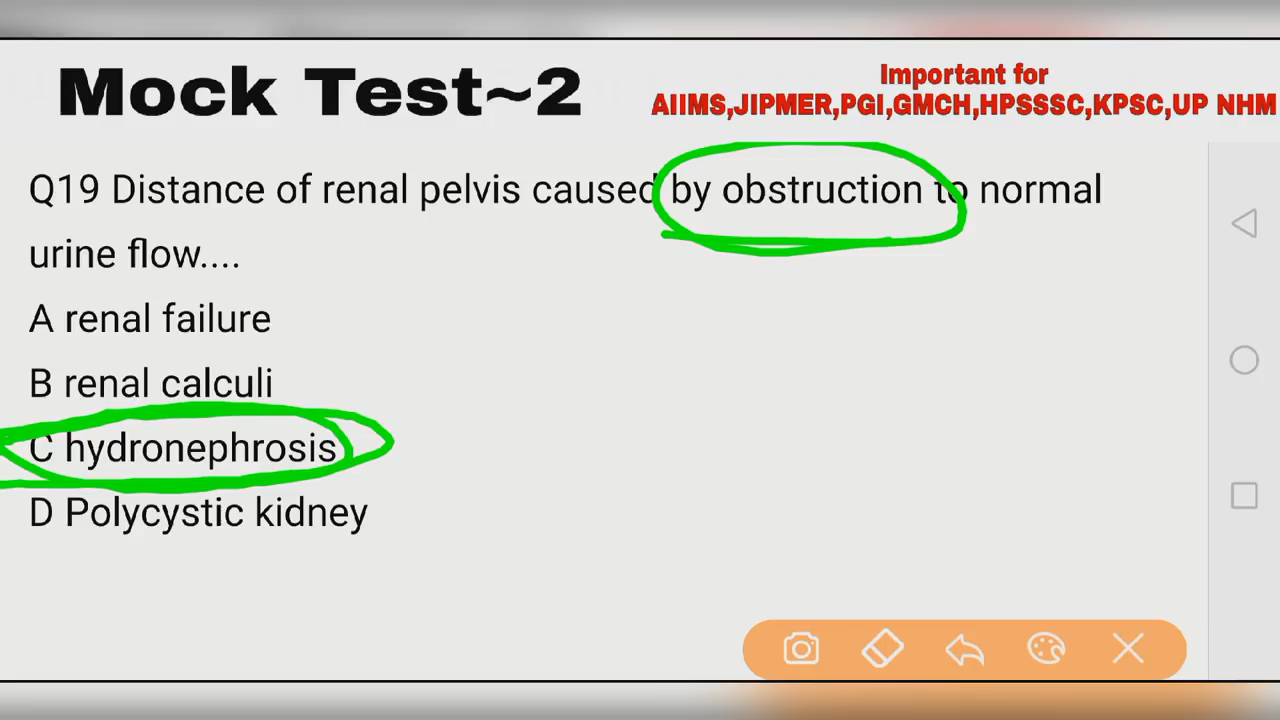 Mock Test~2
Important for
AIIMS,JIPMER,PGI,GMCH,HPSSSC,KPSC,UP NHM
Q19 Distance of renal pelvis caused by obstruction to normal
urine flow....
A renal failure
B renal calculi
C hydronephrosis
D Polycystic kidney